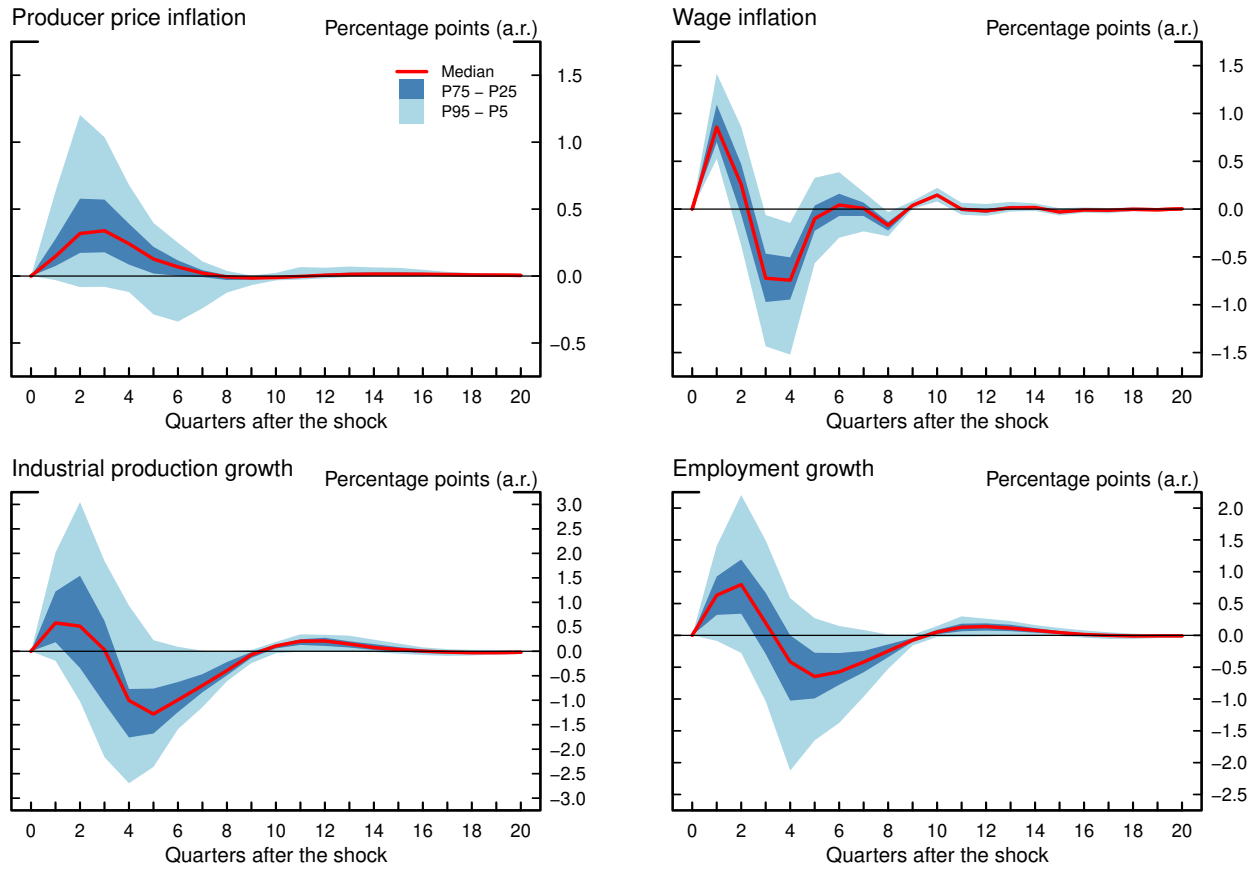 Producer price inflation
Percentage points (a.r.)
Median
P75 − P25
P95 − P5
1.5
1.0
0.5
0.0
−0.5
0 2 4 6 8 10 12 14 16 18 20
Quarters after the shock
Wage inflation
Percentage points (a.r.)
1.5
1.0
0.5
0.0
−0.5
−1.0
−1.5
0 2 4 6 8 10 12 14 16 18 20
Quarters after the shock
Industrial production growth
Percentage points (a.r.)
3.0
2.5
2.0
1.5
1.0
0.5
0.0
−0.5
−1.0
−1.5
−2.0
−2.5
−3.0
0 2 4 6 8 10 12 14 16 18 20
Quarters after the shock
Employment growth
Percentage points (a.r.)
2.0
1.5
1.0
0.5
0.0
−0.5
−1.0
−1.5
−2.0
−2.5
0 2 4 6 8 10 12 14 16 18 20
Quarters after the shock